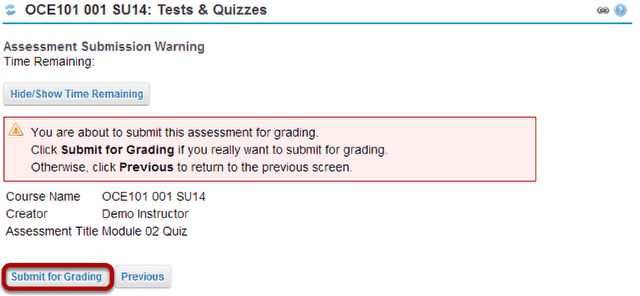 OCE101 001 SU14: Tests & Quizzes
Assessment Submission Warning
Time Remaining:
Hide/Show Time Remaining
You are about to submit this assessment for grading.
Click Submit for Grading if you really want to submit for grading.
Otherwise, click Previous to return to the previous screen.
Course Name OCE101 001 SU14
Creator Demo Instructor
Assessment Title Module 02 Quiz
Submit for Grading Previous